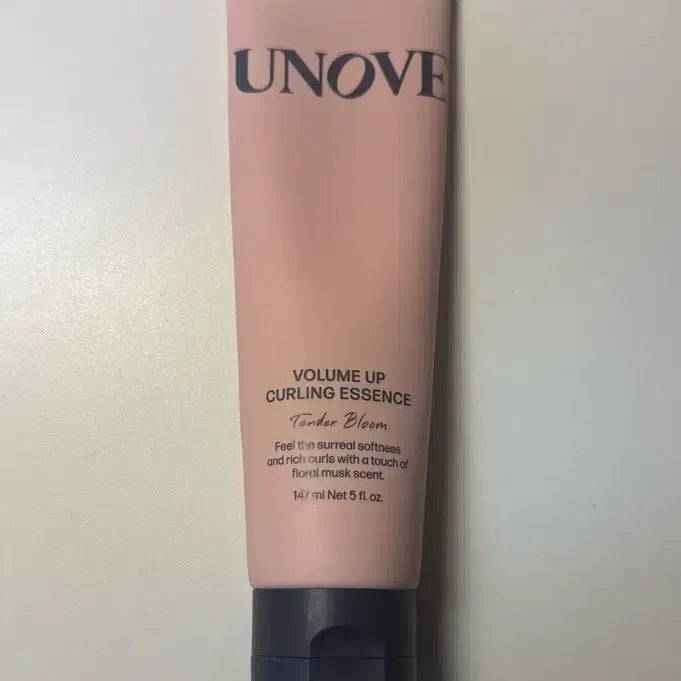 UNOVE
VOLUME UP
CURLING ESSENCE
Tender Bloom
Feel the surreal softness
and rich curls with a touch of
floral musk scent.
147 ml Net 5 fl. oz.